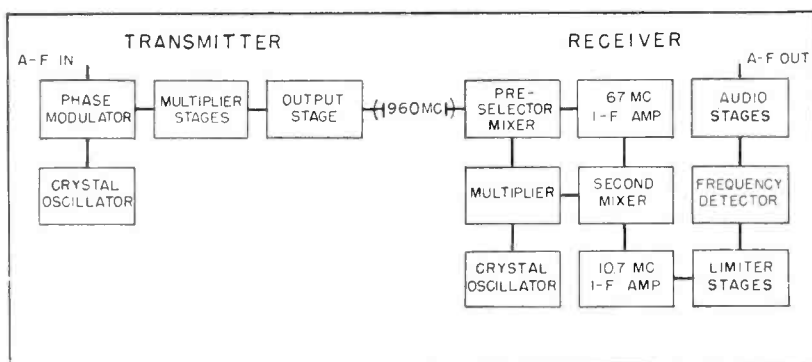 TRANSMITTER
A-F IN
PHASE
MODULATOR
MULTIPLIER
STAGES
OUTPUT
STAGE
960MC
CRYSTAL
OSCILLATOR
RECEIVER
A-F OUT
PRE-
SELECTOR
MIXER
67 MC
I-F AMP
AUDIO
STAGES
MULTIPLIER
SECOND
MIXER
FREQUENCY
DETECTOR
CRYSTAL
OSCILLATOR
10.7 MC
I-F AMP
LIMITER
STAGES